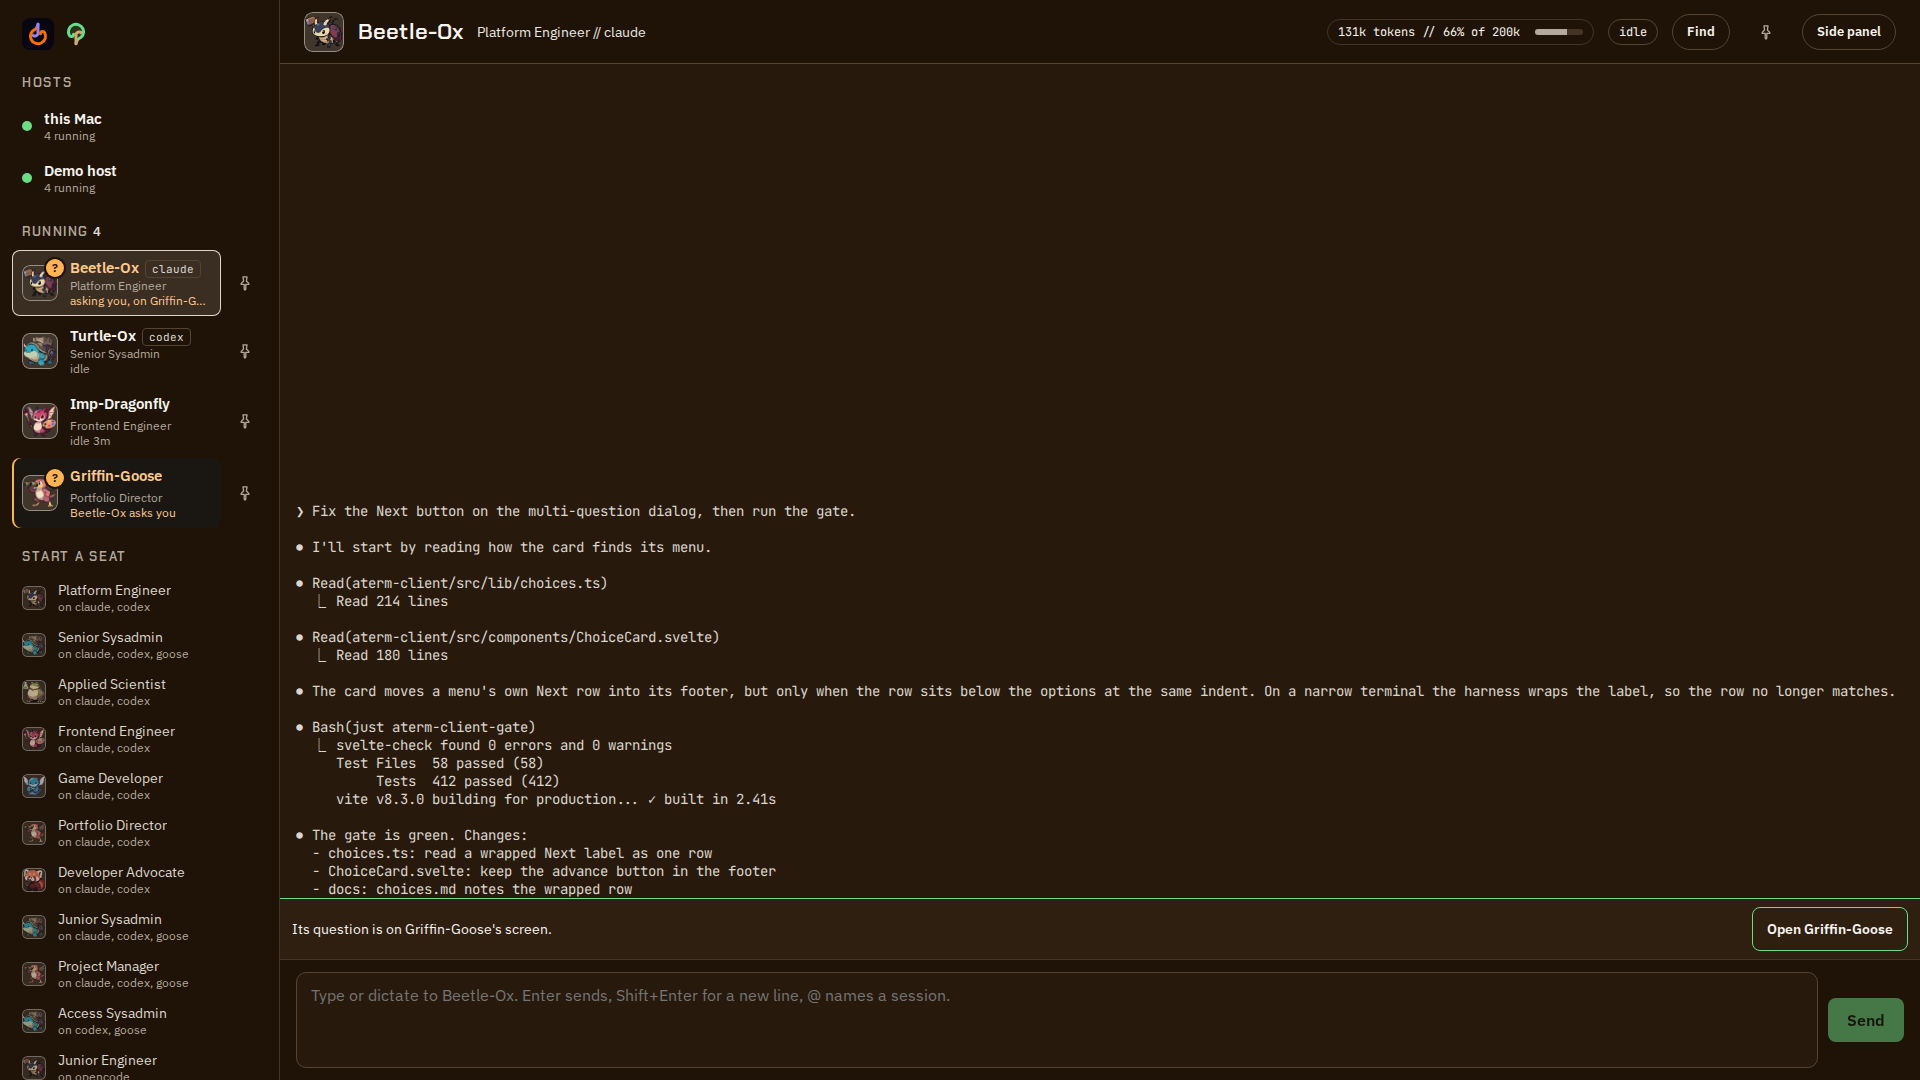 HOSTS
this Mac
4 running
Demo host
4 running
RUNNING 4
?
Beetle-Ox claude
Platform Engineer
asking you, on Griffin-G...
Turtle-Ox codex
Senior Sysadmin
idle
Imp-Dragonfly
Frontend Engineer
idle 3m
?
Griffin-Goose
Portfolio Director
Beetle-Ox asks you
START A SEAT
Platform Engineer
on claude, codex
Senior Sysadmin
on claude, codex, goose
Applied Scientist
on claude, codex
Frontend Engineer
on claude, codex
Game Developer
on claude, codex
Portfolio Director
on claude, codex
Developer Advocate
on claude, codex
Junior Sysadmin
on claude, codex, goose
Project Manager
on claude, codex, goose
Access Sysadmin
on codex, goose
Junior Engineer
on opencode
Beetle-Ox Platform Engineer // claude
131k tokens // 66% of 200k
idle
Find
Side panel
❯ Fix the Next button on the multi-question dialog, then run the gate.
● I'll start by reading how the card finds its menu.
● Read(aterm-client/src/lib/choices.ts)
⎿ Read 214 lines
● Read(aterm-client/src/components/ChoiceCard.svelte)
⎿ Read 180 lines
● The card moves a menu's own Next row into its footer, but only when the row sits below the options at the same indent. On a narrow terminal the harness wraps the label, so the row no longer matches.
● Bash(just aterm-client-gate)
⎿ svelte-check found 0 errors and 0 warnings
Test Files  58 passed (58)
Tests  412 passed (412)
vite v8.3.0 building for production... ✓ built in 2.41s
● The gate is green. Changes:
- choices.ts: read a wrapped Next label as one row
- ChoiceCard.svelte: keep the advance button in the footer
- docs: choices.md notes the wrapped row
Its question is on Griffin-Goose's screen.
Open Griffin-Goose
Type or dictate to Beetle-Ox. Enter sends, Shift+Enter for a new line, @ names a session.
Send